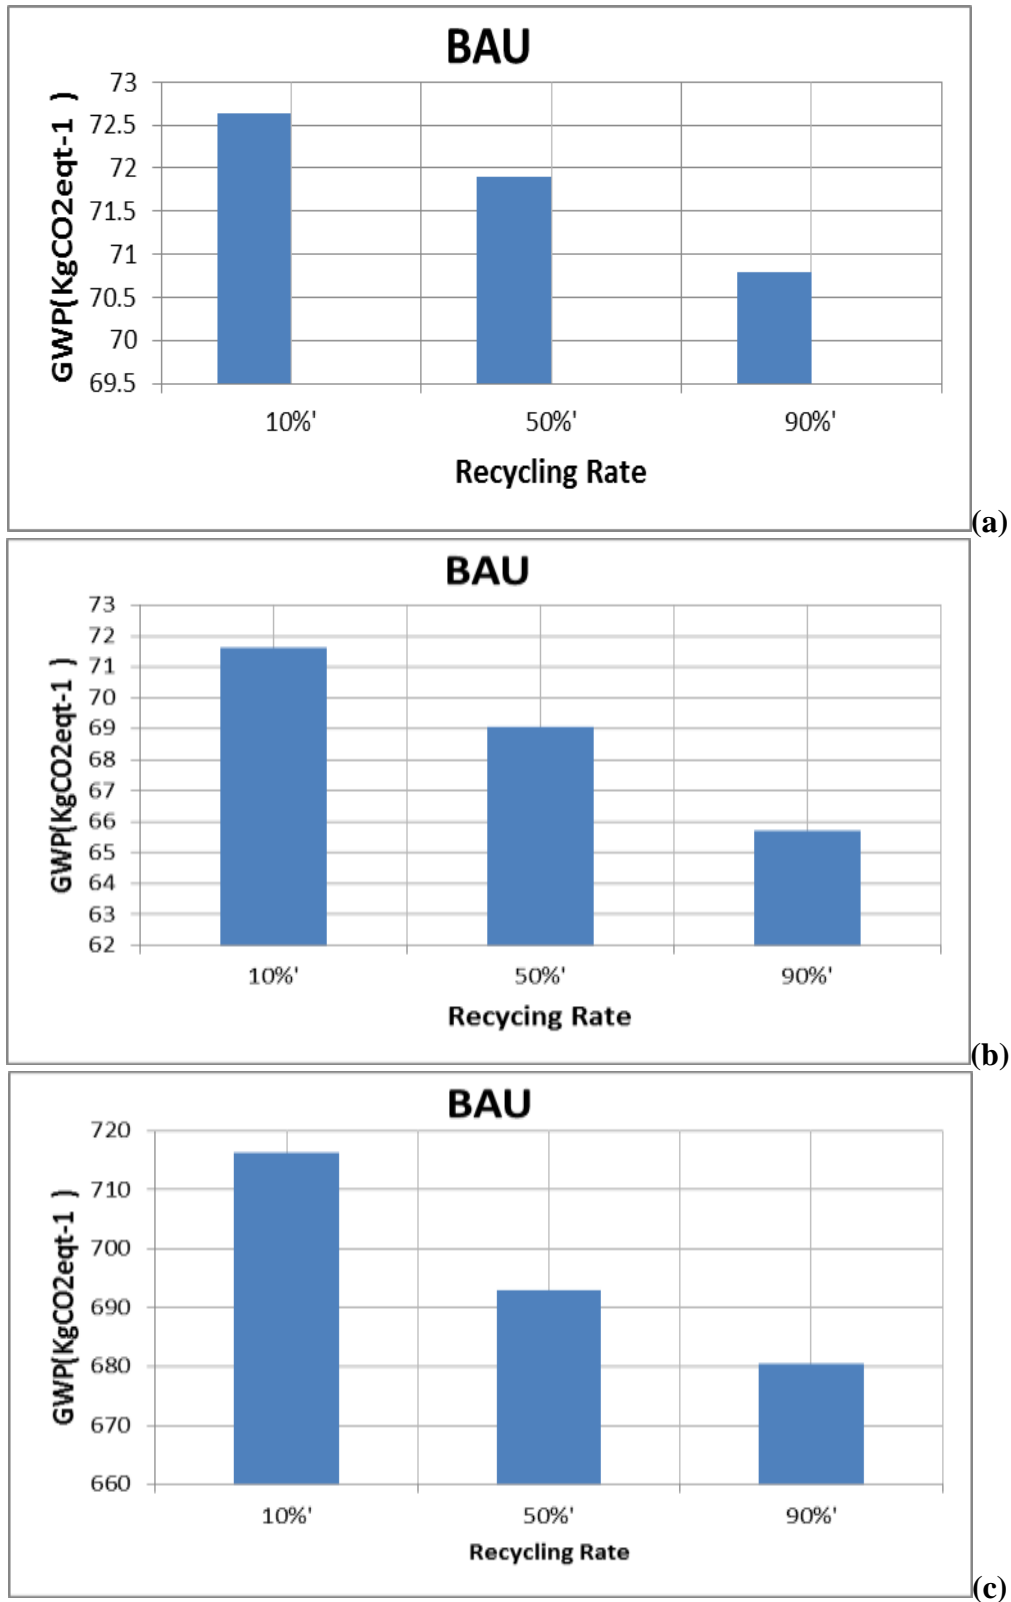 BAU
GWP(KgCO2eqt-1 )
73
72.5
72
71.5
71
70.5
70
69.5
10%' 50%' 90%'
Recycling Rate
(a)
BAU
GWP(KgCO2eqt-1 )
73
72
71
70
69
68
67
66
65
64
63
62
10%' 50%' 90%'
Recycing Rate
(b)
BAU
GWP(KgCO2eqt-1 )
720
710
700
690
680
670
660
10%' 50%' 90%'
Recycling Rate
(c)